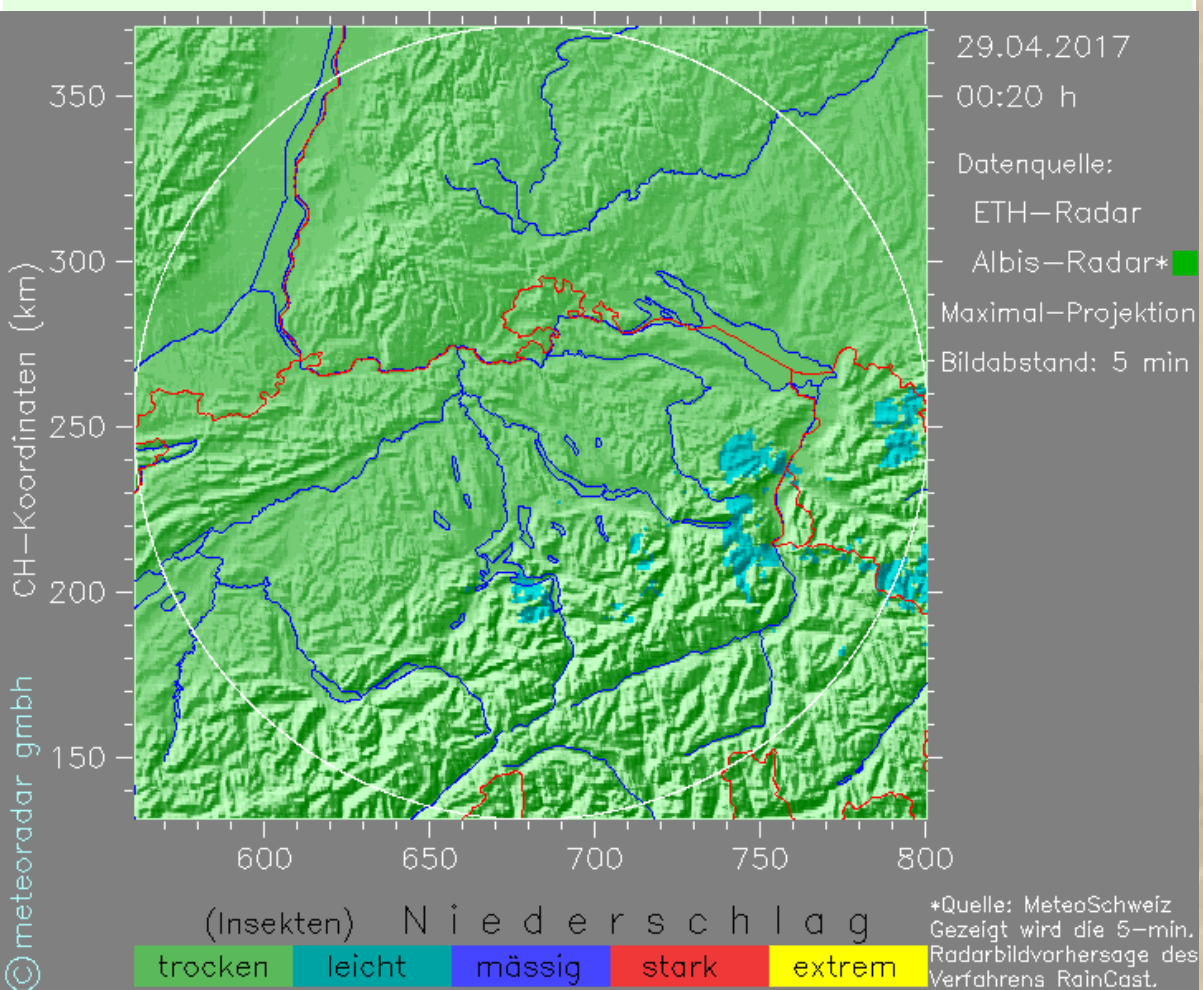 29.04.2017
00:20 h
Datenquelle:
ETH-Radar
Albis-Radar*
Maximal-Projektion
Bildabstand: 5 min
CH-Koordinaten (km)
350
300
250
200
150
600
650
700
750
800
© meteoradar gmbh
(Insekten) Niederschlag
trocken
leicht
mässig
stark
extrem
*Quelle: MeteoSchweiz
Gezeigt wird die 5-min.
Radarbildvorhersage des
Verfahrens RainCast.